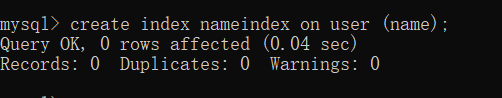 mysql> create index nameindex on user (name);
Query OK, 0 rows affected (0.04 sec)
Records: 0  Duplicates: 0  Warnings: 0